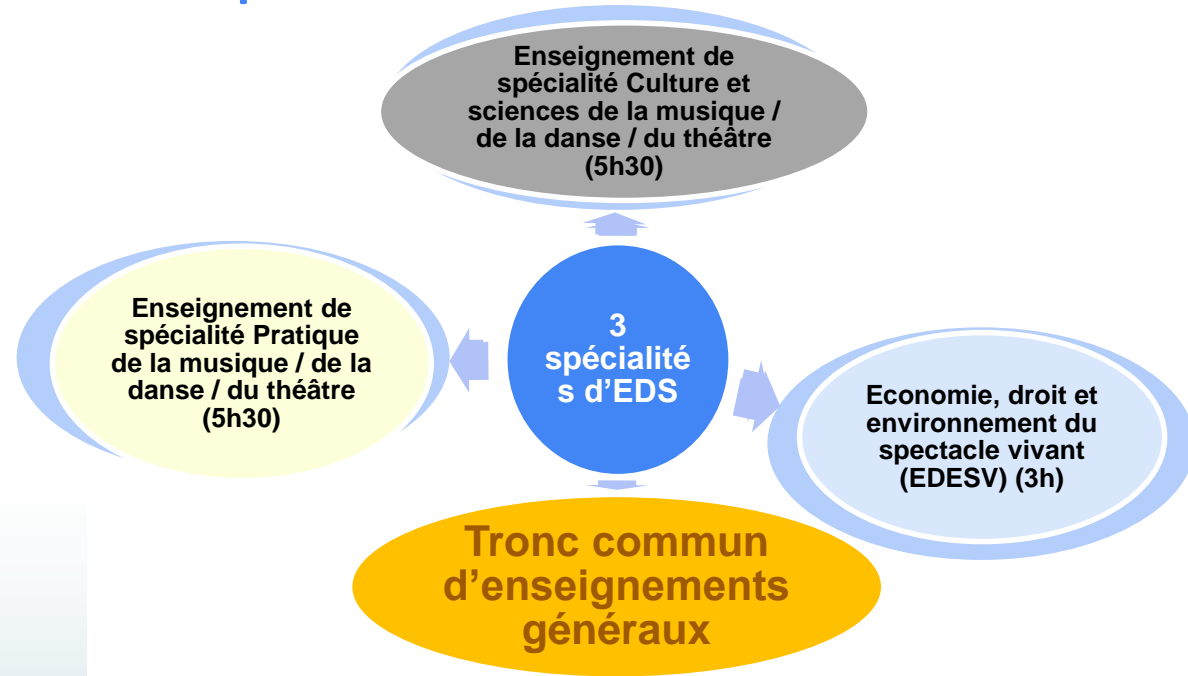 Enseignement de
spécialité Culture et
sciences de la musique /
de la danse / du théâtre
(5h30)
Enseignement de
spécialité Pratique
de la musique / de la
danse / du théâtre
(5h30)
3
spécialité
s d’EDS
Economie, droit et
environnement du
spectacle vivant
(EDESV) (3h)
Tronc commun
d’enseignements
généraux